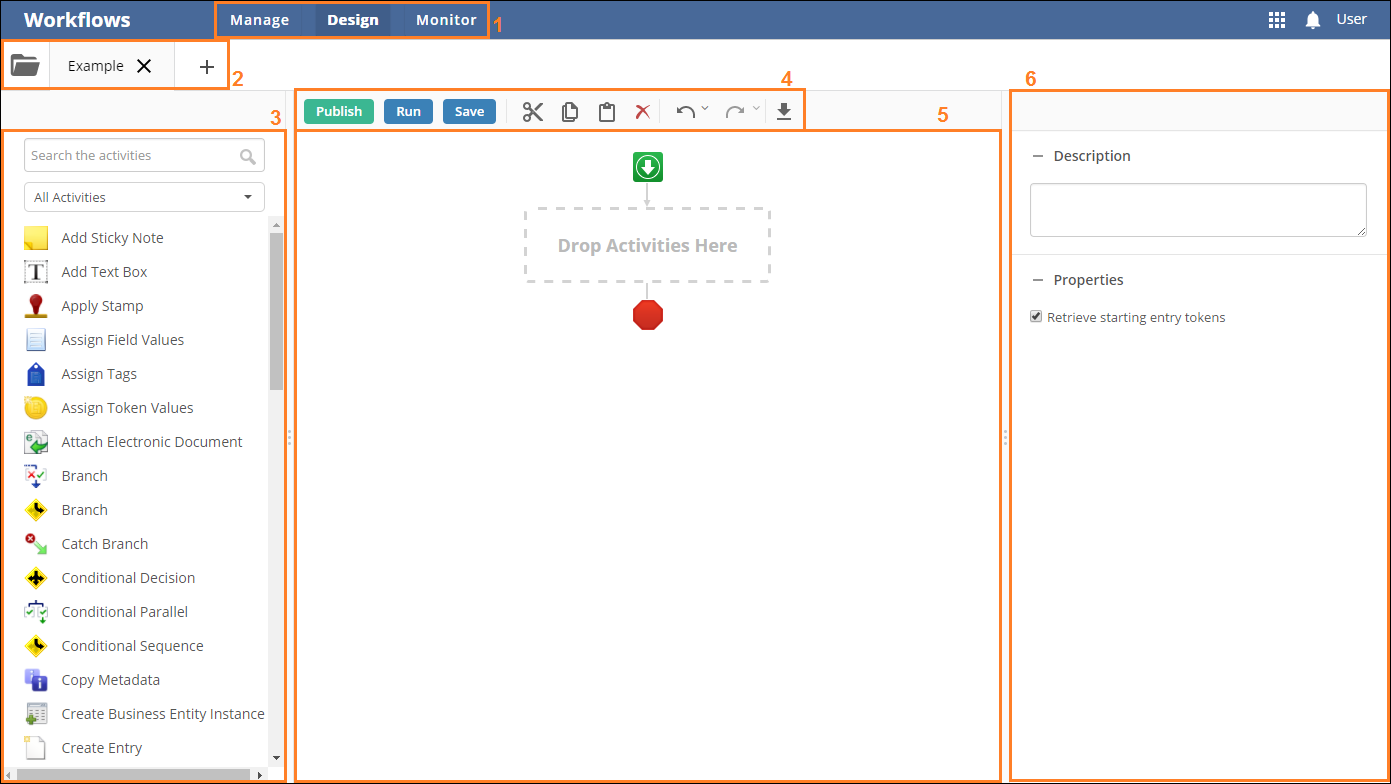 Workflows Manage Design Monitor 1 User
Example + 2
6
4
3 Publish Run Save 5
Search the activities
All Activities
Add Sticky Note
T Add Text Box
Apply Stamp
Assign Field Values
Assign Tags
Assign Token Values
Attach Electronic Document
Branch
Branch
Catch Branch
Conditional Decision
Conditional Parallel
Conditional Sequence
Copy Metadata
Create Business Entity Instance
Create Entry
Drop Activities Here
Description
Properties
Retrieve starting entry tokens